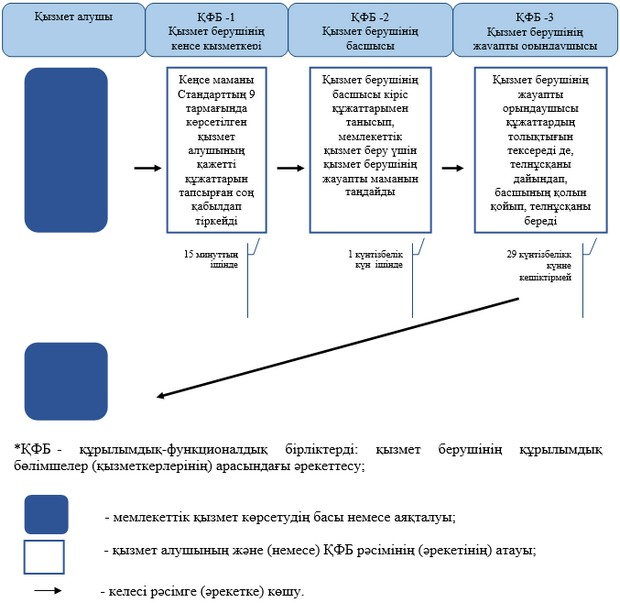 Қызмет алушы
ҚФБ -1
Қызмет берушінің
кеңсе қызметкері
ҚФБ -2
Қызмет берушінің
басшысы
ҚФБ -3
Қызмет берушінің
жауапты орындаушысы
Кеңсе маманы
Стандарттың 9
тармағында
көрсетілген
қызмет
алушының
қажетті
құжаттарын
тапсырған соң
қабылдап
тіркейді
Қызмет берушінің
басшысы кіріс
құжаттарымен
танысып,
мемлекеттік
қызмет беру үшін
қызмет берушінің
жауапты маманын
таңдайды
Қызмет берушінің
жауапты
орындаушысы
құжаттардың
толықтығын
тексереді де,
телнұсқаны
дайындап,
басшының қолын
қойып, телнұсқаны
береді
15 минуттың
ішінде
1 күнтізбелік
күн ішінде
29 күнтізбелікк
күнне
кешіктірмей
*ҚФБ - құрылымдық-функционалдық бірліктерді: қызмет берушінің құрылымдық
бөлімшелер (қызметкерлерінің) арасындағы әрекеттесу;
- мемлекеттік қызмет көрсетудің басы немесе аяқталуы;
- қызмет алушының және (немесе) ҚФБ рәсімінің (әрекетінің) атауы;
- келесі рәсімге (әрекетке) көшу.